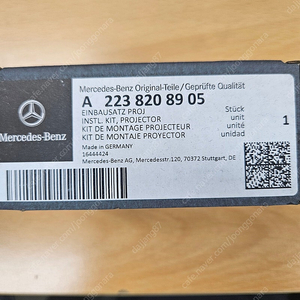 Mercedes-Benz Original-Teile/Geprüfte Qualität
A 223 820 89 05
EINBAUSATZ PROJ
INSTL. KIT, PROJECTOR
KIT DE MONTAGE PROJECTEUR
KIT DE MONTAJE PROYECTOR
Stück
unit
unité
unidad
1
Made in GERMANY
16444424
Mercedes-Benz AG, Mercedesstr.120, 70372 Stuttgart, DE
Mercedes-Benz